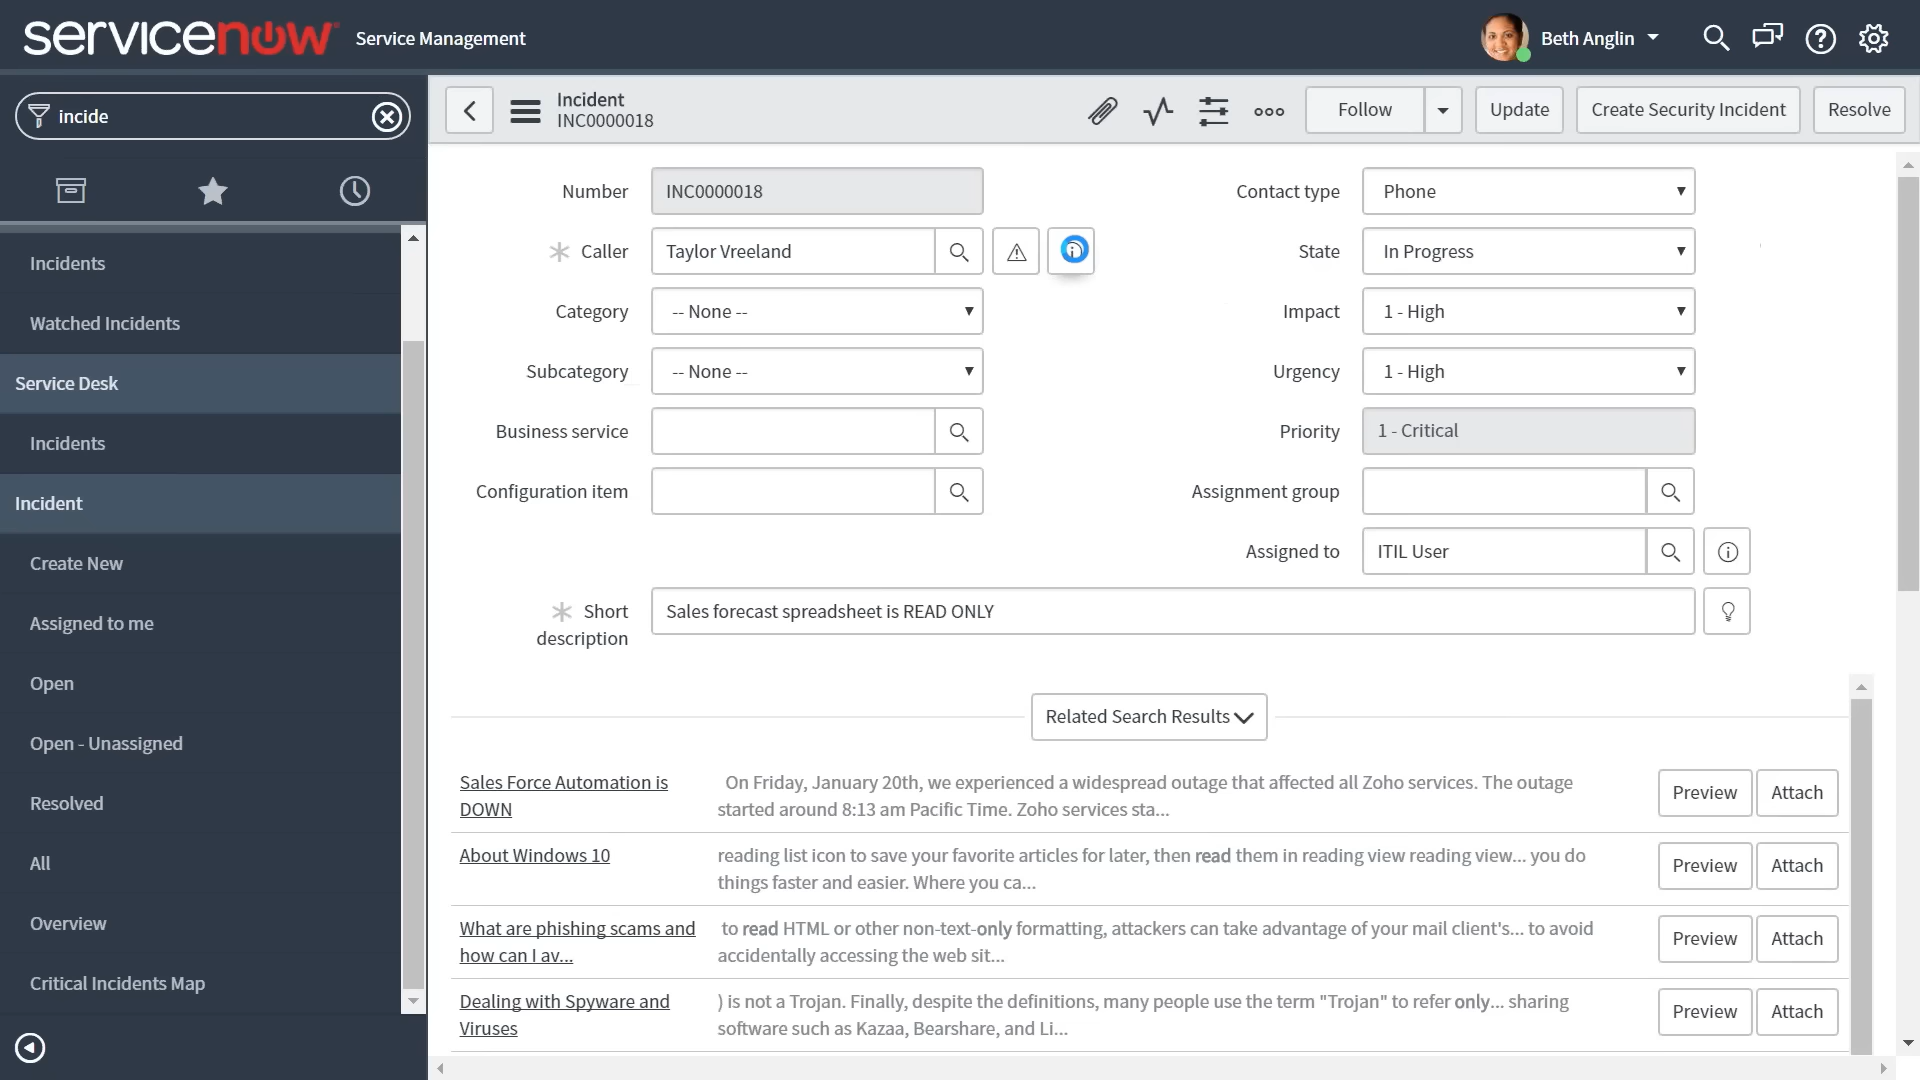 servicenow Service Management
Beth Anglin
incide
Incidents
Watched Incidents
Service Desk
Incidents
Incident
Create New
Assigned to me
Open
Open - Unassigned
Resolved
All
Overview
Critical Incidents Map
Incident
INC0000018
Follow
Update
Create Security Incident
Resolve
Number
INC0000018
Caller
Taylor Vreeland
Category
-- None --
Subcategory
-- None --
Business service
Configuration item
Contact type
Phone
State
In Progress
Impact
1 - High
Urgency
1 - High
Priority
1 - Critical
Assignment group
Assigned to
ITIL User
Short
description
Sales forecast spreadsheet is READ ONLY
Related Search Results
Sales Force Automation is
DOWN
On Friday, January 20th, we experienced a widespread outage that affected all Zoho services. The outage
started around 8:13 am Pacific Time. Zoho services sta...
Preview
Attach
About Windows 10
reading list icon to save your favorite articles for later, then read them in reading view reading view... you do
things faster and easier. Where you ca...
Preview
Attach
What are phishing scams and
how can I av...
to read HTML or other non-text-only formatting, attackers can take advantage of your mail client's... to avoid
accidentally accessing the web sit...
Preview
Attach
Dealing with Spyware and
Viruses
) is not a Trojan. Finally, despite the definitions, many people use the term "Trojan" to refer only... sharing
software such as Kazaa, Bearshare, and Li...
Preview
Attach